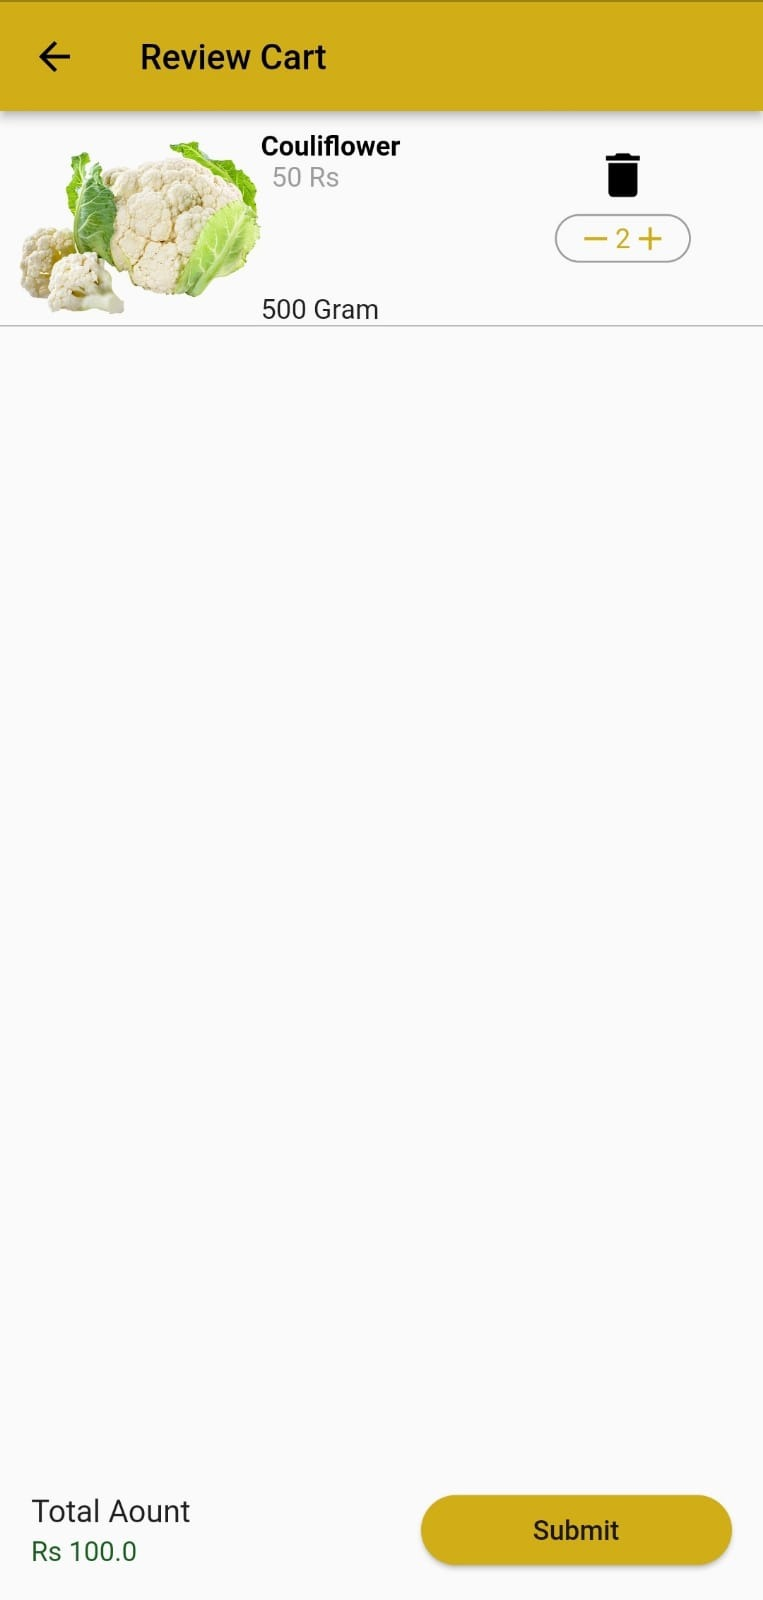 Review Cart
Couliflower
50 Rs
2
500 Gram
Total Aount
Rs 100.0
Submit